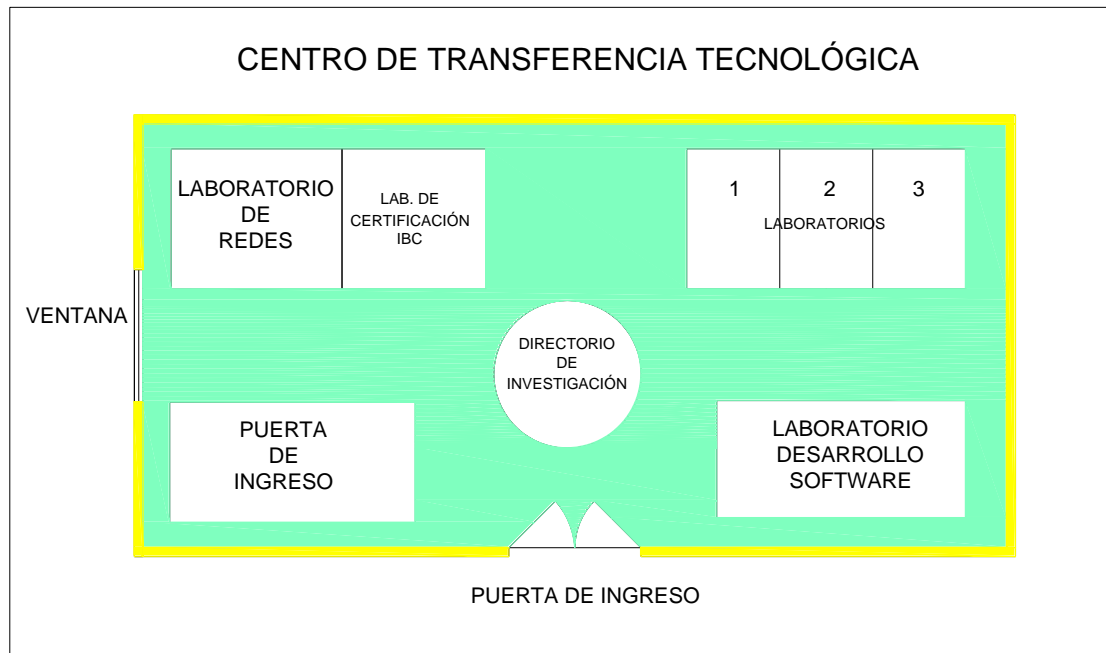 CENTRO DE TRANSFERENCIA TECNOLÓGICA
LABORATORIO
DE
REDES
LAB. DE
CERTIFICACIÓN
IBC
1 2 3
LABORATORIOS
VENTANA
DIRECTORIO
DE
INVESTIGACIÓN
PUERTA
DE
INGRESO
LABORATORIO
DESARROLLO
SOFTWARE
PUERTA DE INGRESO